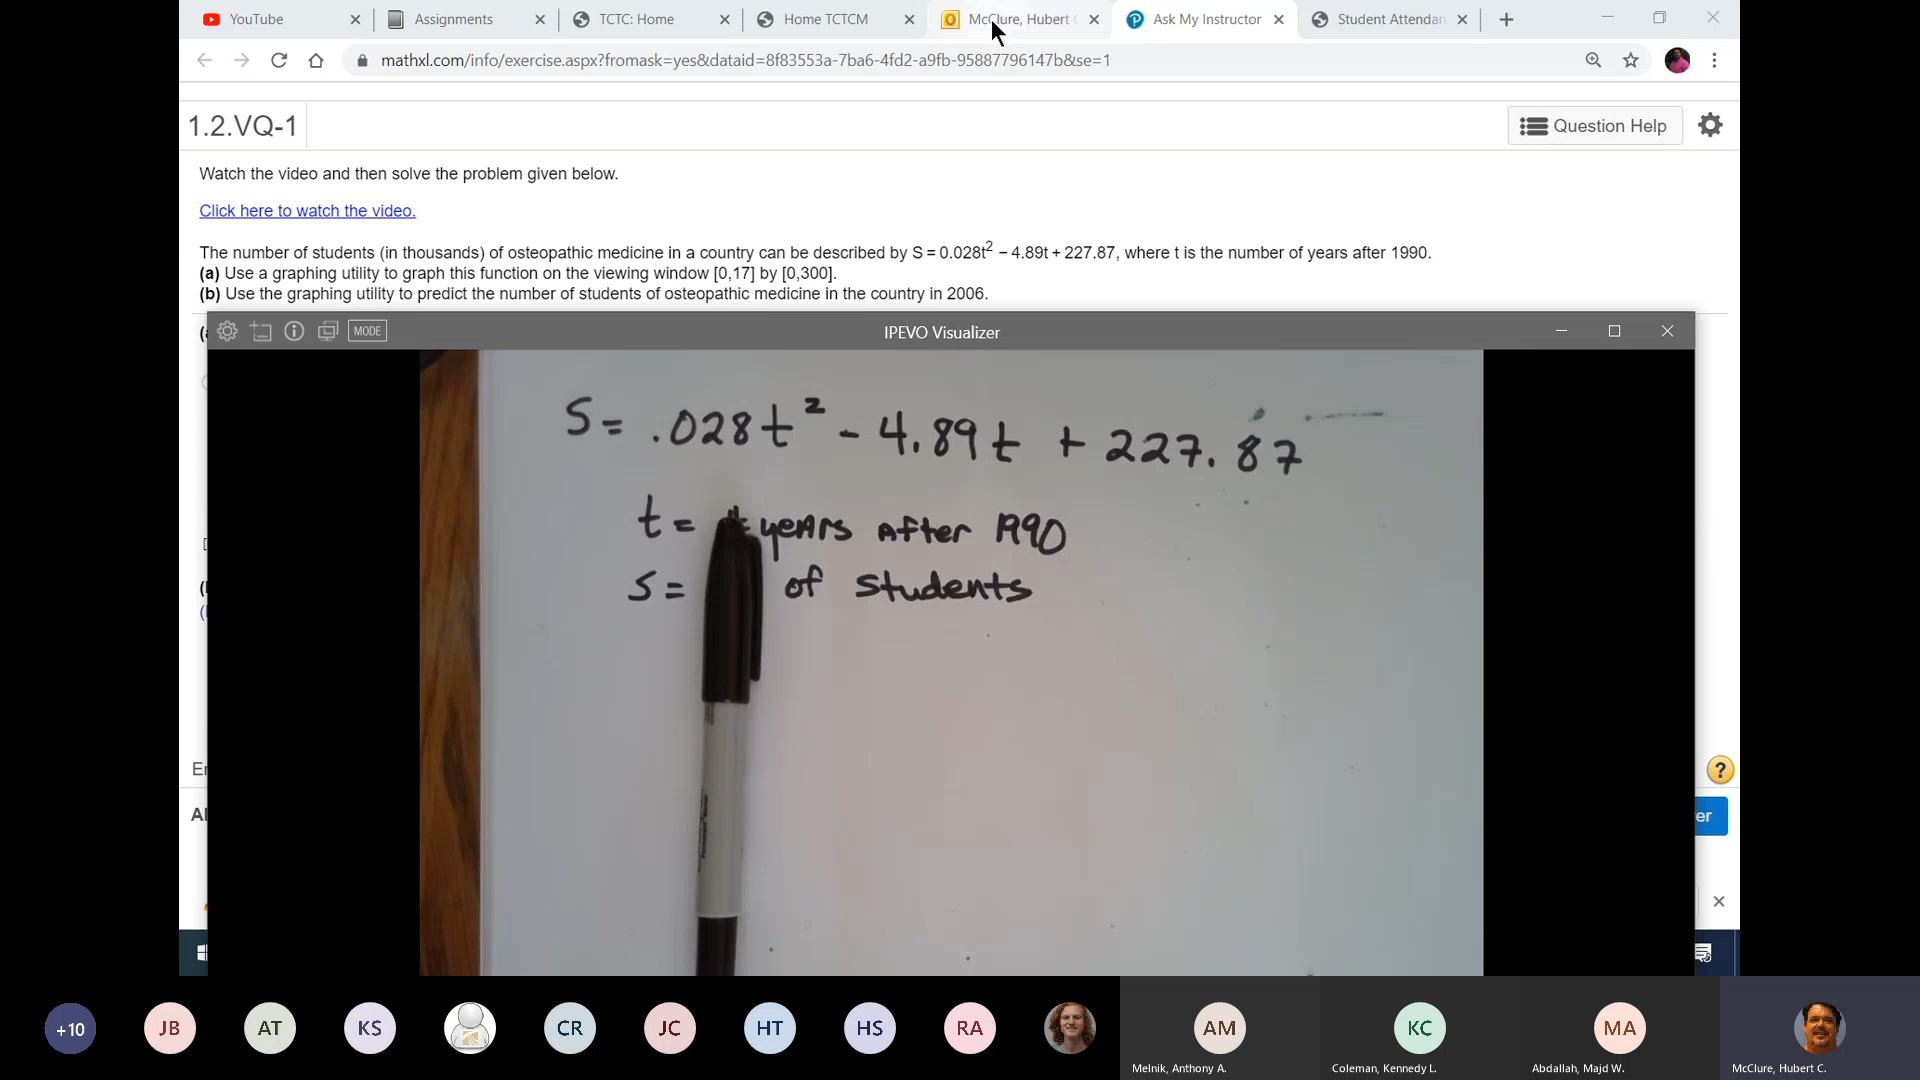 YouTube
Assignments
TCTC: Home
Home TCTCM
McClure, Hubert
Ask My Instructor
Student Attendan
mathxl.com/info/exercise.aspx?fromask=yes&dataid=8f83553a-7ba6-4fd2-a9fb-95887796147b&se=1
1.2.VQ-1
Question Help
Watch the video and then solve the problem given below.
Click here to watch the video.
The number of students (in thousands) of osteopathic medicine in a country can be described by S = 0.028t² − 4.89t + 227.87, where t is the number of years after 1990.
(a) Use a graphing utility to graph this function on the viewing window [0,17] by [0,300].
(b) Use the graphing utility to predict the number of students of osteopathic medicine in the country in 2006.
MODE
IPEVO Visualizer
S = .028t² - 4.89t + 227.87
t = # years after 1990
S = of students
?
er
+10
JB
AT
KS
CR
JC
HT
HS
RA
AM
KC
MA
Melnik, Anthony A.
Coleman, Kennedy L.
Abdallah, Majd W.
McClure, Hubert C.